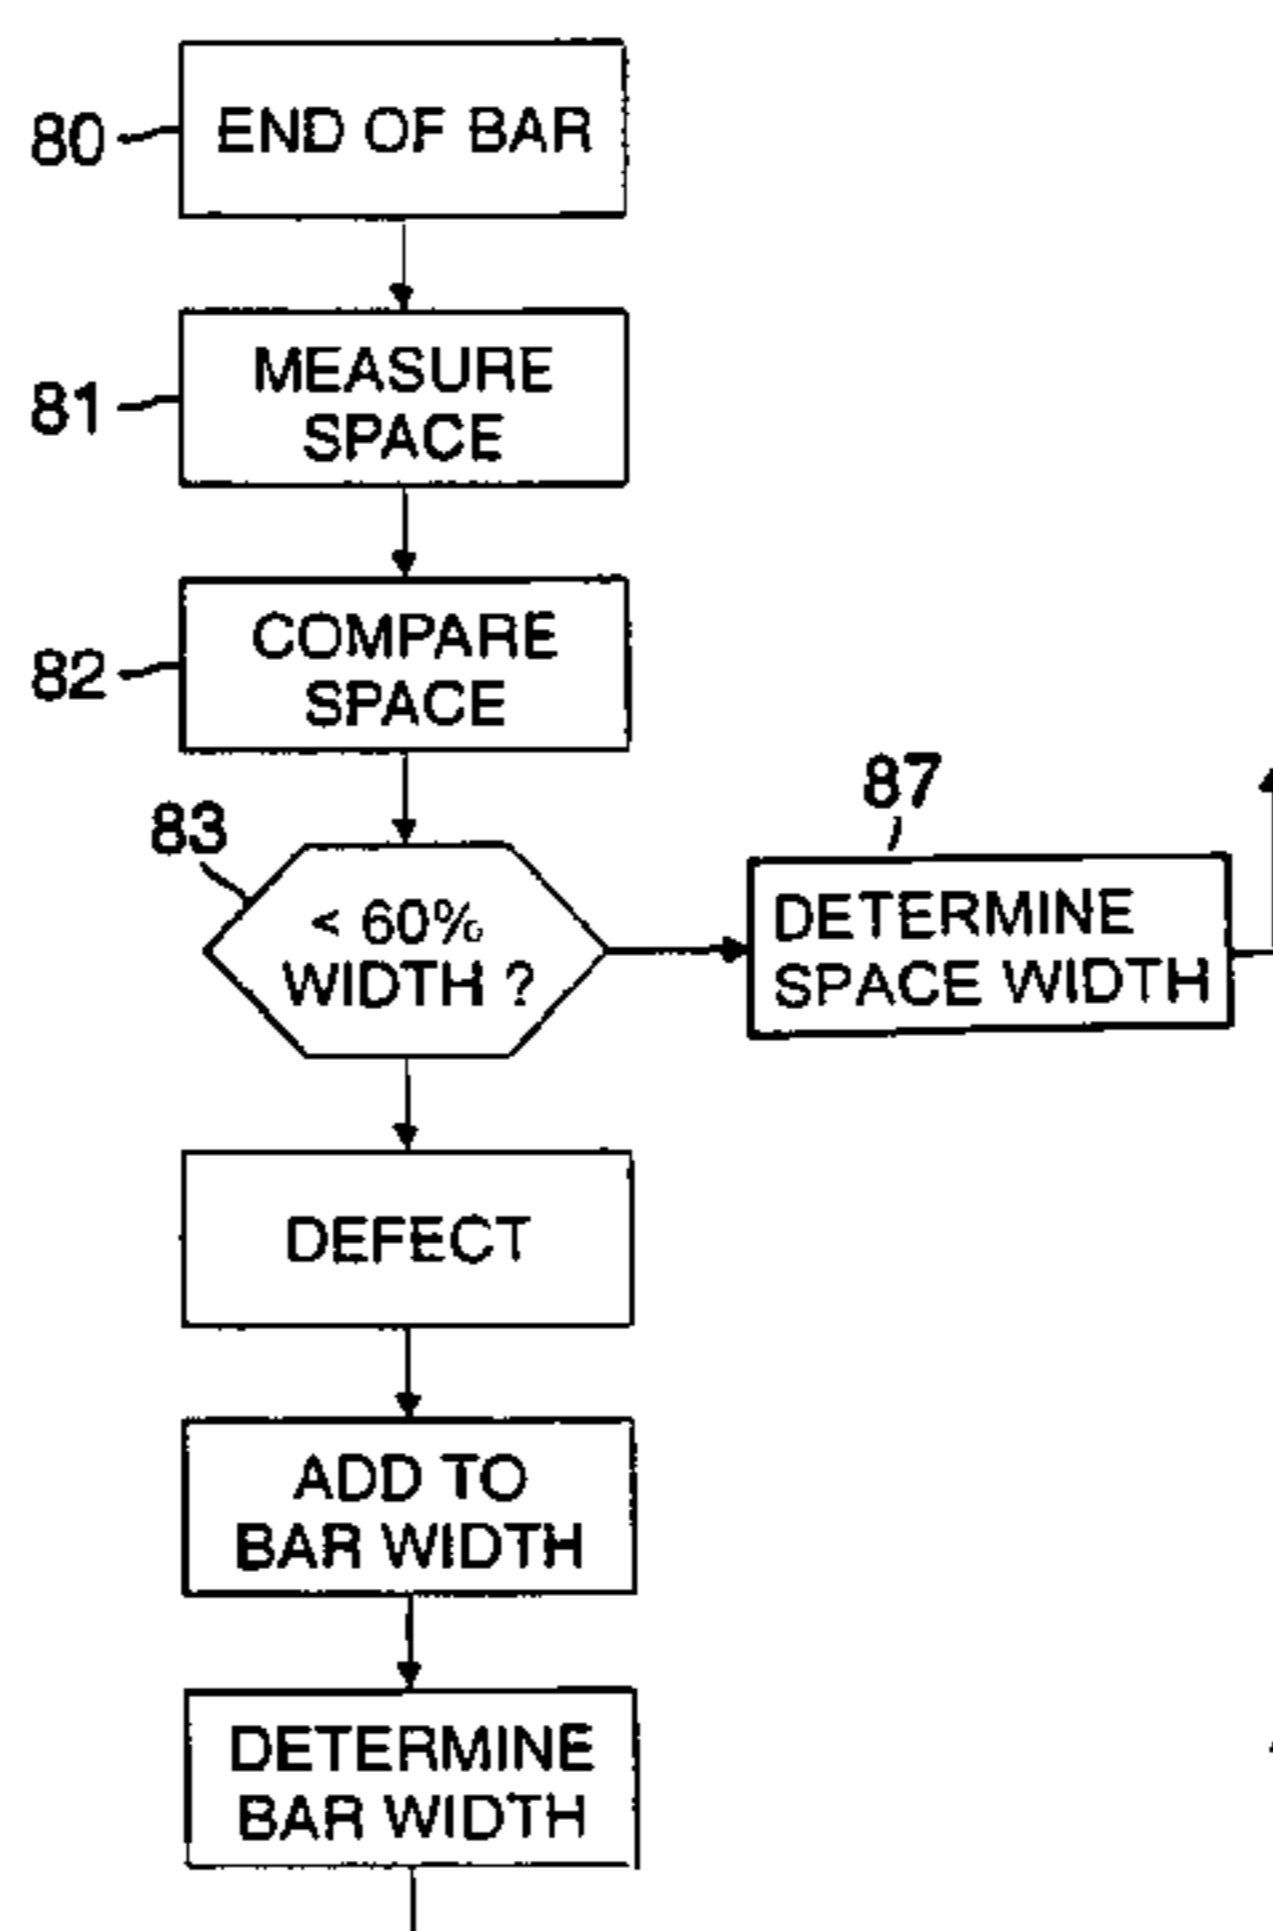 80
END OF BAR
81
MEASURE
SPACE
82
COMPARE
SPACE
83
< 60%
WIDTH ?
87
DETERMINE
SPACE WIDTH
DEFECT
ADD TO
BAR WIDTH
DETERMINE
BAR WIDTH